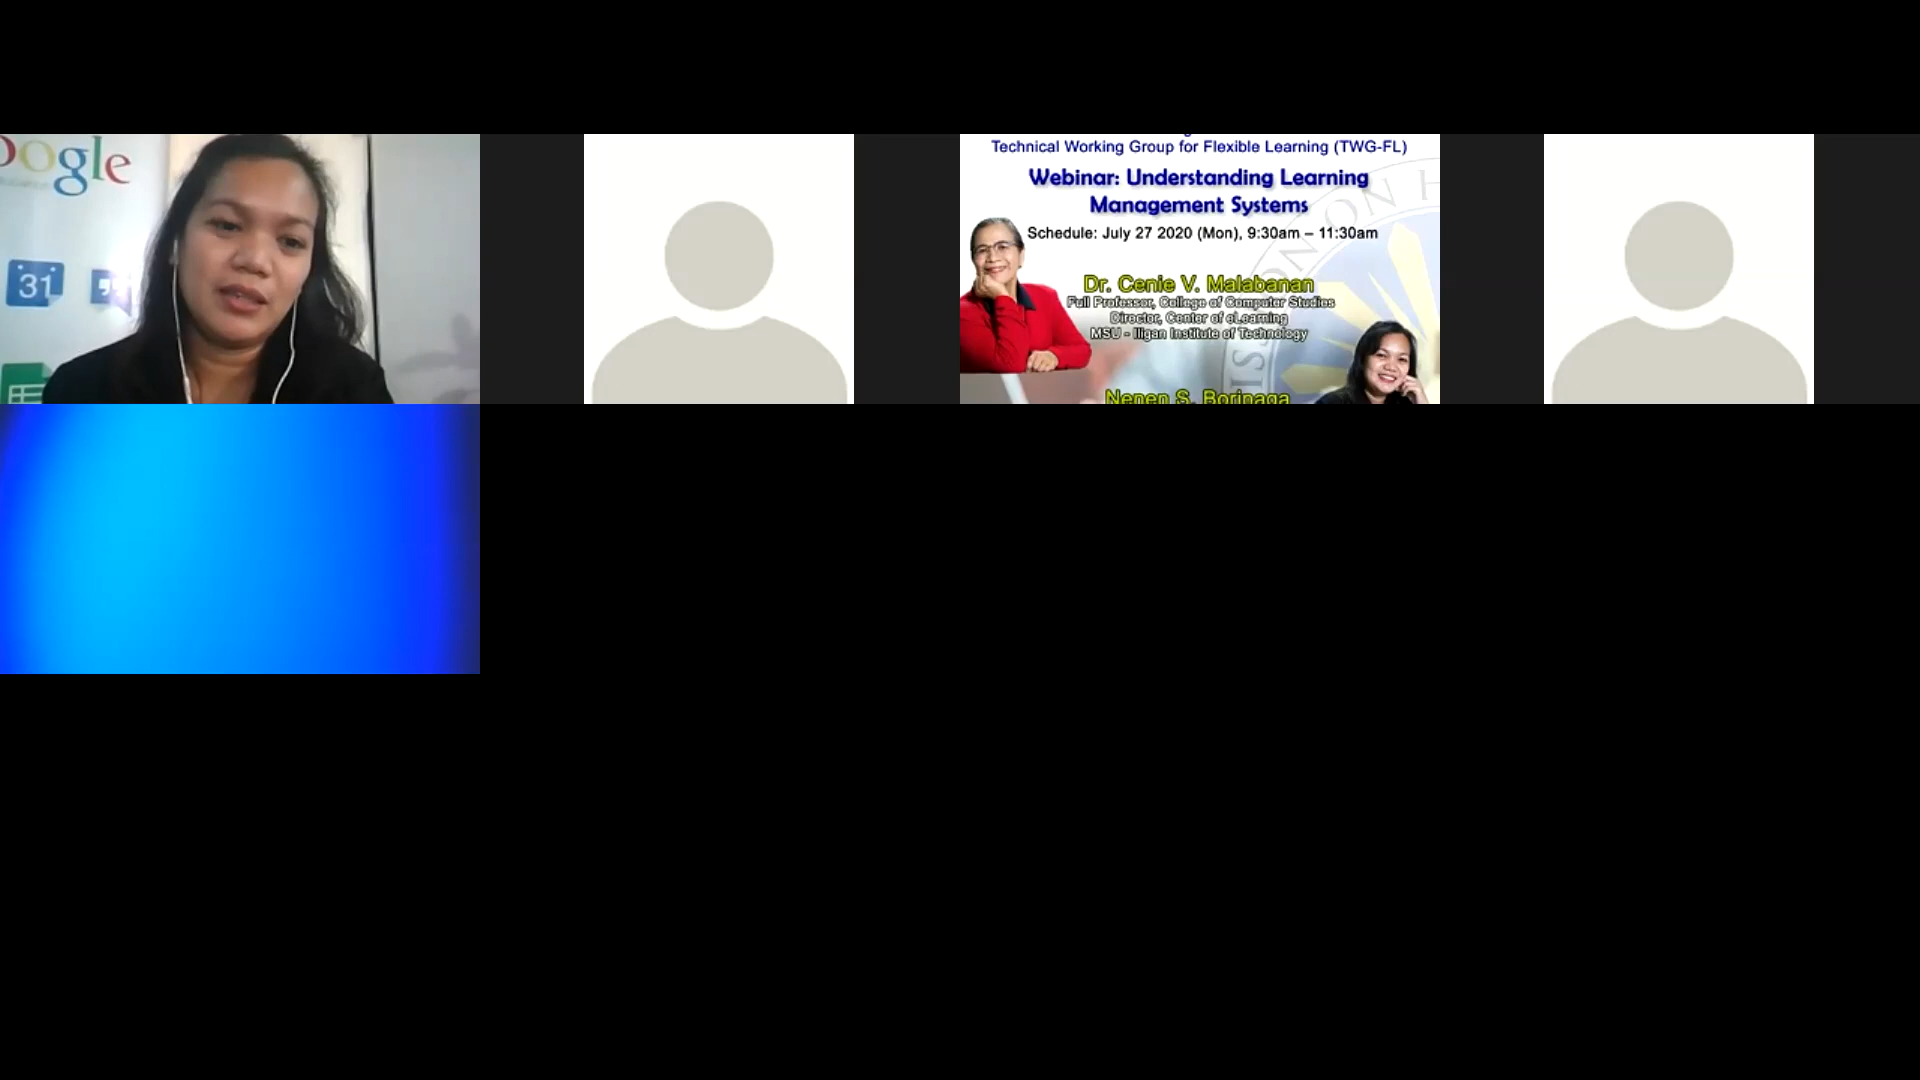 oogle
31
Technical Working Group for Flexible Learning (TWG-FL)
Webinar: Understanding Learning
Management Systems
Schedule: July 27 2020 (Mon), 9:30am – 11:30am
Dr. Cenie V. Malabanan
Full Professor, College of Computer Studies
Director, Center of eLearning
MSU - Iligan Institute of Technology
Nenen S. Borinaga